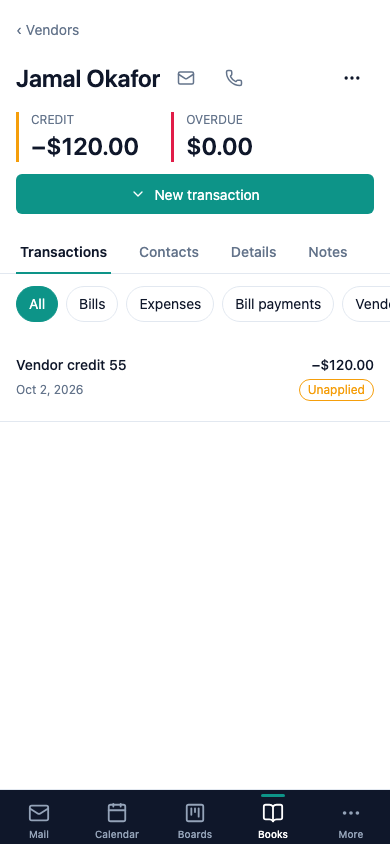 ‹ Vendors
Jamal Okafor
CREDIT
–$120.00
OVERDUE
$0.00
New transaction
Transactions Contacts Details Notes
All Bills Expenses Bill payments Vend
Vendor credit 55
–$120.00
Oct 2, 2026
Unapplied
Mail Calendar Boards Books More